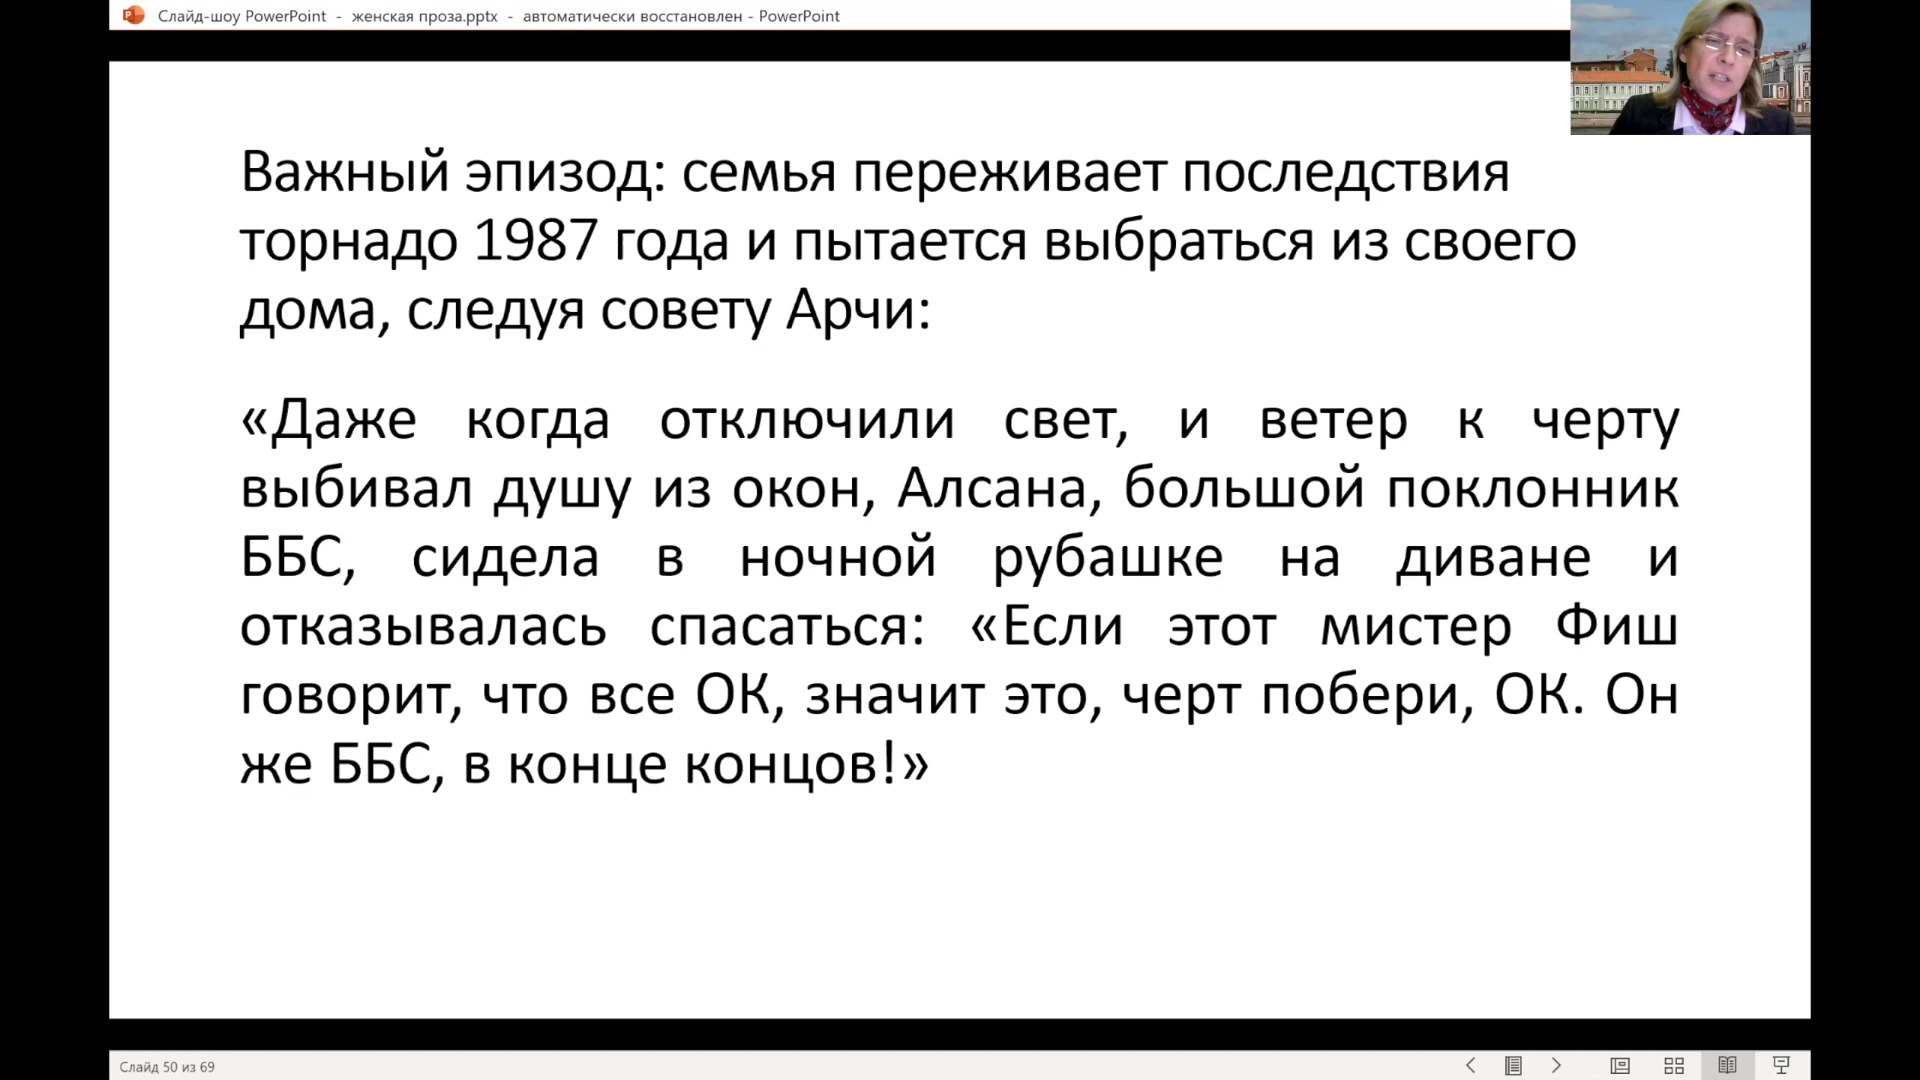 Слайд-шоу PowerPoint - женская проза.pptx - автоматически восстановлен - PowerPoint
Важный эпизод: семья переживает последствия
торнадо 1987 года и пытается выбраться из своего
дома, следуя совету Арчи:
«Даже когда отключили свет, и ветер к черту
выбивал душу из окон, Алсана, большой поклонник
ББС, сидела в ночной рубашке на диване и
отказывалась спасаться: «Если этот мистер Фиш
говорит, что все ОК, значит это, черт побери, ОК. Он
же ББС, в конце концов!»
Слайд 50 из 69